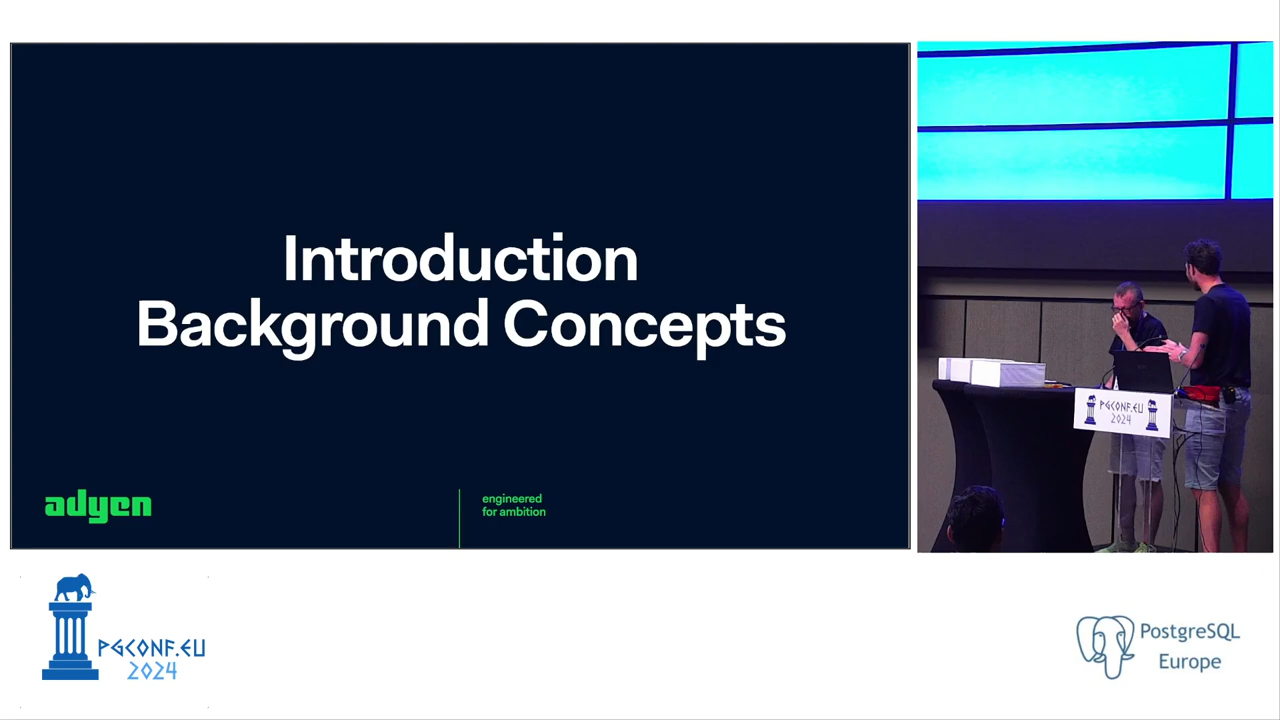 Introduction
Background Concepts
adyen
engineered
for ambition
PGCONF.EU
2024
PGCONF.EU
2024
PostgreSQL
Europe